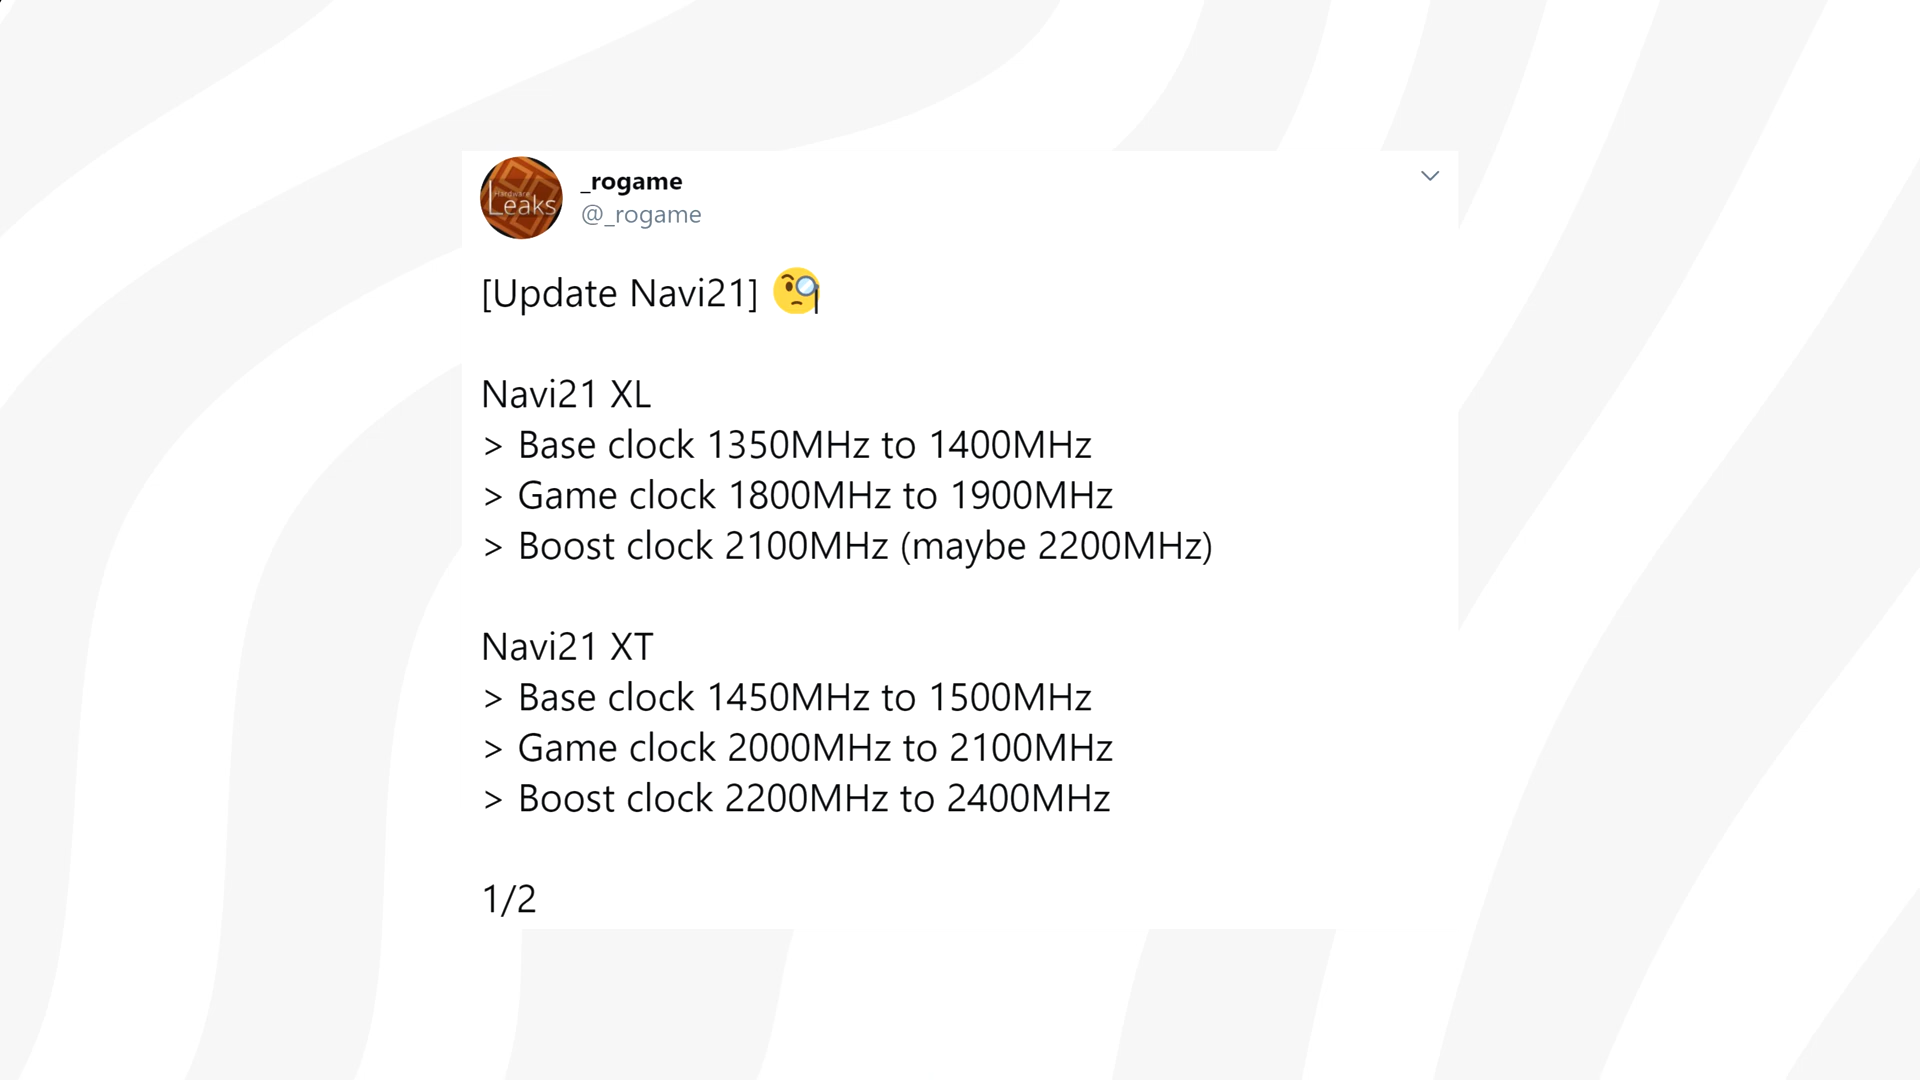 Hardware
Leaks
_rogame
@_rogame
[Update Navi21] 🧐
Navi21 XL
> Base clock 1350MHz to 1400MHz
> Game clock 1800MHz to 1900MHz
> Boost clock 2100MHz (maybe 2200MHz)
Navi21 XT
> Base clock 1450MHz to 1500MHz
> Game clock 2000MHz to 2100MHz
> Boost clock 2200MHz to 2400MHz
1/2